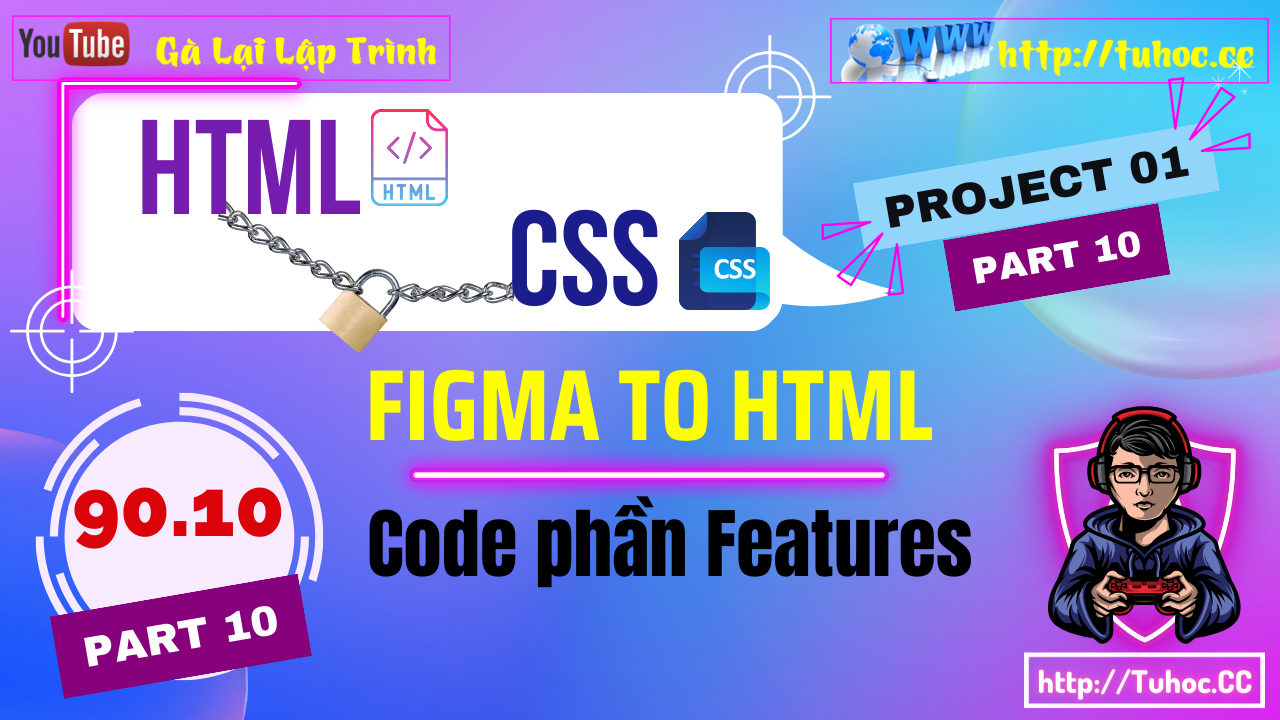 YouTube
Gà Lại Lập Trình
WWW
http://tuhoc.cc
HTML
</>
HTML
CSS
CSS
PROJECT 01
PART 10
FIGMA TO HTML
90.10
PART 10
Code phần Features
http://Tuhoc.CC